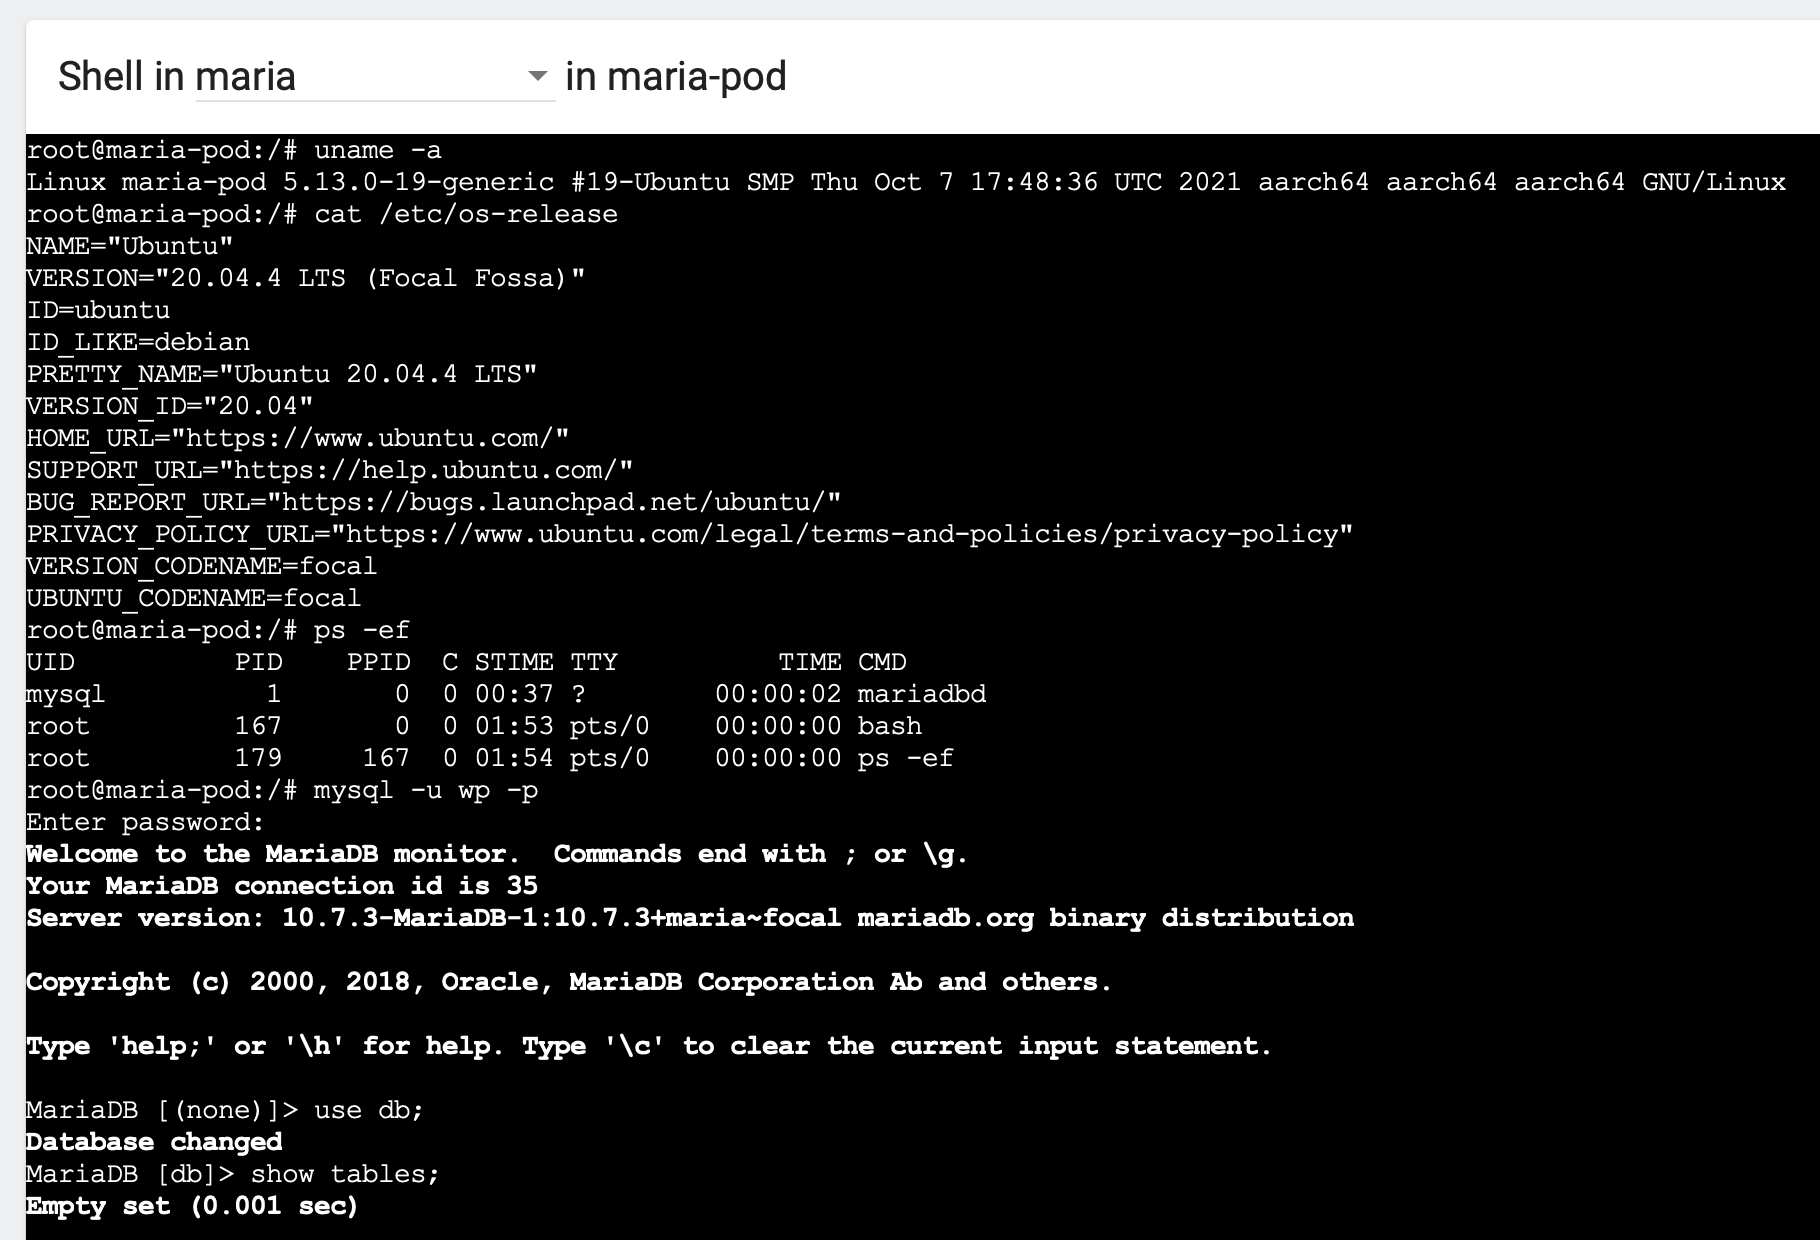 Shell in maria in maria-pod
root@maria-pod:/# uname -a
Linux maria-pod 5.13.0-19-generic #19-Ubuntu SMP Thu Oct 7 17:48:36 UTC 2021 aarch64 aarch64 aarch64 GNU/Linux
root@maria-pod:/# cat /etc/os-release
NAME="Ubuntu"
VERSION="20.04.4 LTS (Focal Fossa)"
ID=ubuntu
ID_LIKE=debian
PRETTY_NAME="Ubuntu 20.04.4 LTS"
VERSION_ID="20.04"
HOME_URL="https://www.ubuntu.com/"
SUPPORT_URL="https://help.ubuntu.com/"
BUG_REPORT_URL="https://bugs.launchpad.net/ubuntu/"
PRIVACY_POLICY_URL="https://www.ubuntu.com/legal/terms-and-policies/privacy-policy"
VERSION_CODENAME=focal
UBUNTU_CODENAME=focal
root@maria-pod:/# ps -ef
UID          PID    PPID  C STIME TTY          TIME CMD
mysql          1       0  0 00:37 ?        00:00:02 mariadbd
root         167       0  0 01:53 pts/0    00:00:00 bash
root         179     167  0 01:54 pts/0    00:00:00 ps -ef
root@maria-pod:/# mysql -u wp -p
Enter password:
Welcome to the MariaDB monitor.  Commands end with ; or \g.
Your MariaDB connection id is 35
Server version: 10.7.3-MariaDB-1:10.7.3+maria~focal mariadb.org binary distribution
Copyright (c) 2000, 2018, Oracle, MariaDB Corporation Ab and others.
Type 'help;' or '\h' for help. Type '\c' to clear the current input statement.
MariaDB [(none)]> use db;
Database changed
MariaDB [db]> show tables;
Empty set (0.001 sec)